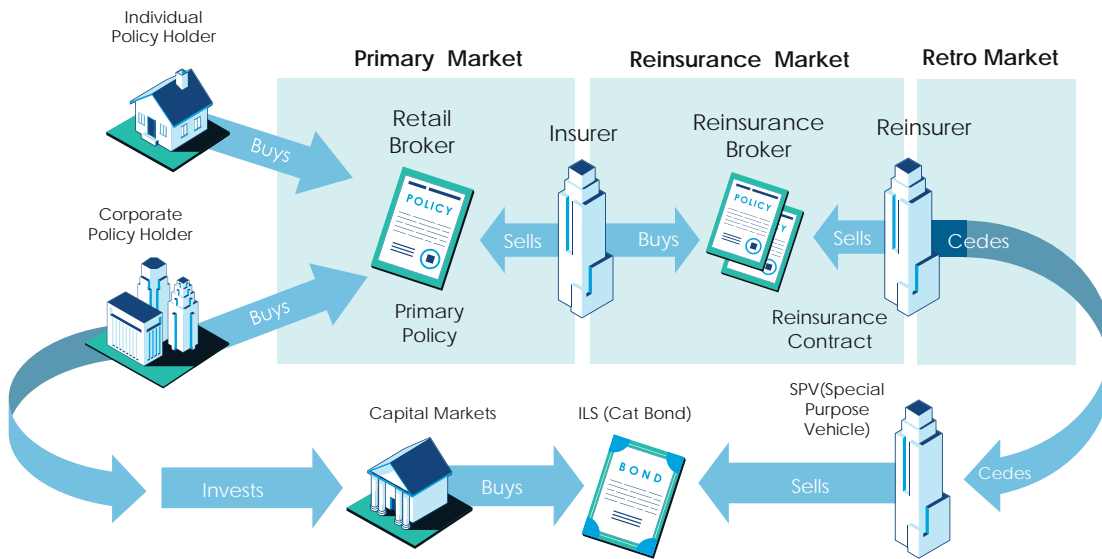 Individual
Policy Holder
Primary Market
Reinsurance Market
Retro Market
Buys
Retail
Broker
Insurer
Reinsurance
Broker
Reinsurer
POLICY
POLICY
POLICY
Corporate
Policy Holder
Sells
Buys
Sells
Cedes
Buys
Primary
Policy
Reinsurance
Contract
Capital Markets
ILS (Cat Bond)
SPV(Special
Purpose
Vehicle)
BOND
Invests
Buys
Sells
Cedes